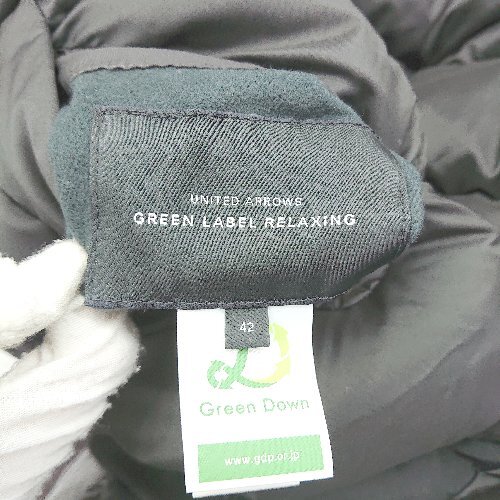 UNITED ARROWS
GREEN LABEL RELAXING
42
Green Down
www.gdp.or.jp